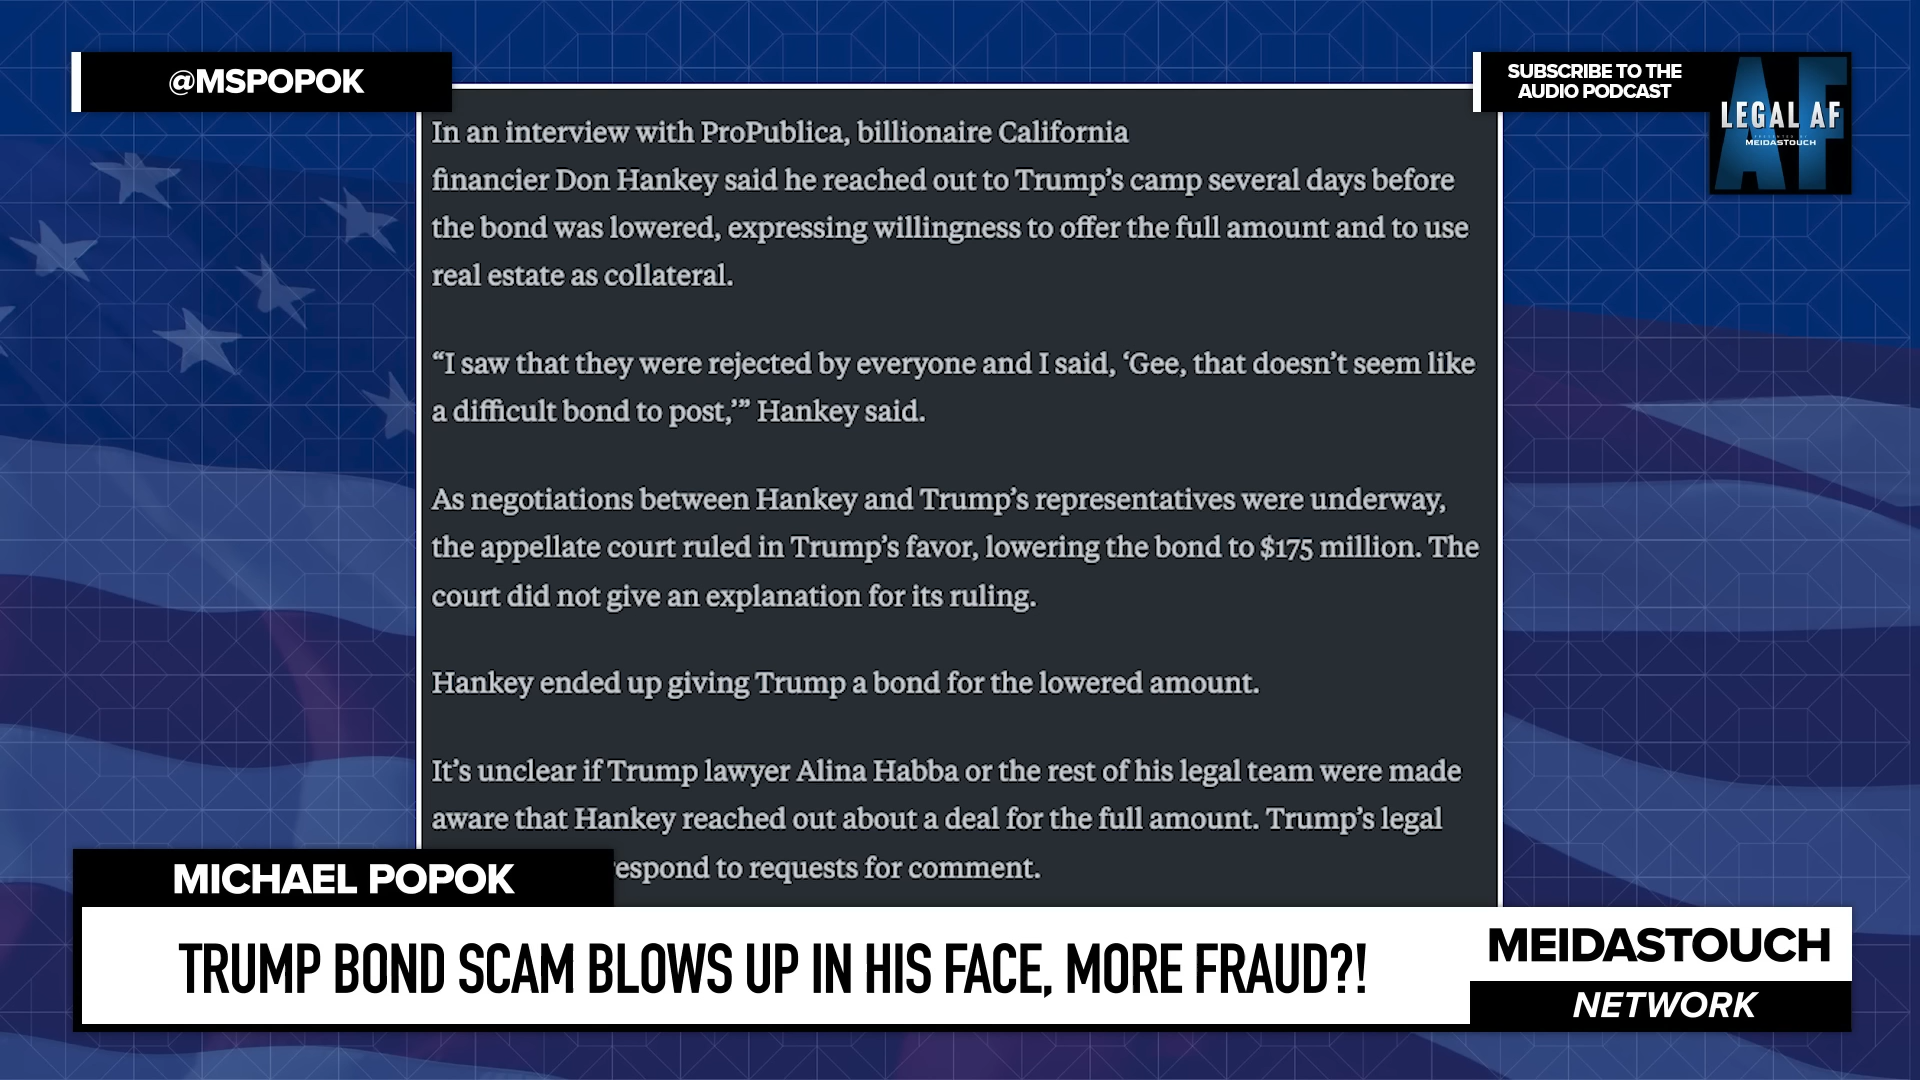 @MSPOPOK
SUBSCRIBE TO THE
AUDIO PODCAST
LEGAL AF
MEIDASTOUCH
In an interview with ProPublica, billionaire California
financier Don Hankey said he reached out to Trump’s camp several days before
the bond was lowered, expressing willingness to offer the full amount and to use
real estate as collateral.
“I saw that they were rejected by everyone and I said, ‘Gee, that doesn’t seem like
a difficult bond to post,’” Hankey said.
As negotiations between Hankey and Trump’s representatives were underway,
the appellate court ruled in Trump’s favor, lowering the bond to $175 million. The
court did not give an explanation for its ruling.
Hankey ended up giving Trump a bond for the lowered amount.
It’s unclear if Trump lawyer Alina Habba or the rest of his legal team were made
aware that Hankey reached out about a deal for the full amount. Trump’s legal
respond to requests for comment.
MICHAEL POPOK
TRUMP BOND SCAM BLOWS UP IN HIS FACE, MORE FRAUD?!
MEIDASTOUCH
NETWORK